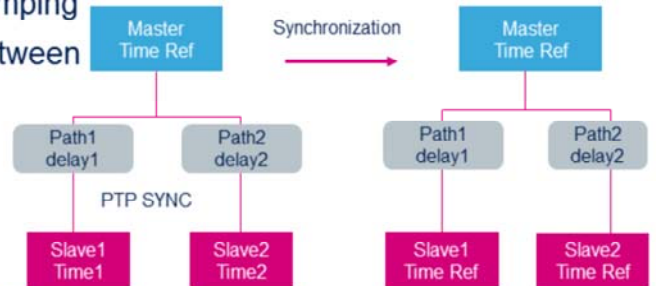 Synchronization
Master
Time Ref
Path1
delay1
Path2
delay2
PTP SYNC
Slave1
Time1
Slave2
Time2
Master
Time Ref
Path1
delay1
Path2
delay2
Slave1
Time Ref
Slave2
Time Ref